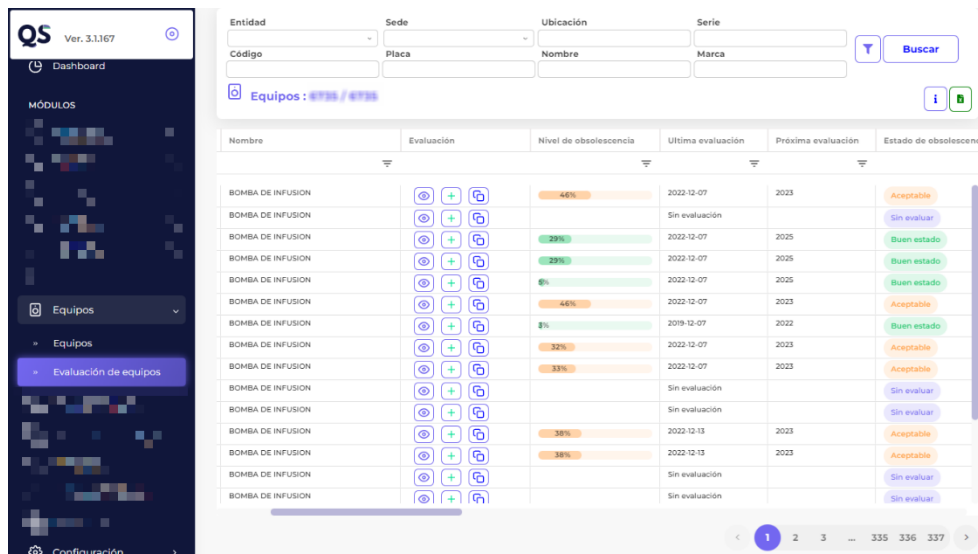 QS Ver. 3.1.167
Dashboard
MÓDULOS
Equipos
» Equipos
» Evaluación de equipos
Configuración
Entidad Sede Ubicación Serie
Código Placa Nombre Marca
Buscar
Equipos :
Nombre Evaluación Nivel de obsolescencia Ultima evaluación Próxima evaluación Estado de obsolescen
BOMBA DE INFUSION 46% 2022-12-07 2023 Aceptable
BOMBA DE INFUSION Sin evaluación Sin evaluar
BOMBA DE INFUSION 29% 2022-12-07 2025 Buen estado
BOMBA DE INFUSION 29% 2022-12-07 2025 Buen estado
BOMBA DE INFUSION 5% 2022-12-07 2025 Buen estado
BOMBA DE INFUSION 46% 2022-12-07 2023 Aceptable
BOMBA DE INFUSION 3% 2019-12-07 2022 Buen estado
BOMBA DE INFUSION 32% 2022-12-07 2023 Aceptable
BOMBA DE INFUSION 33% 2022-12-07 2023 Aceptable
BOMBA DE INFUSION Sin evaluación Sin evaluar
BOMBA DE INFUSION Sin evaluación Sin evaluar
BOMBA DE INFUSION 38% 2022-12-13 2023 Aceptable
BOMBA DE INFUSION 38% 2022-12-13 2023 Aceptable
BOMBA DE INFUSION Sin evaluación Sin evaluar
BOMBA DE INFUSION Sin evaluación Sin evaluar
< 1 2 3 ... 335 336 337 >